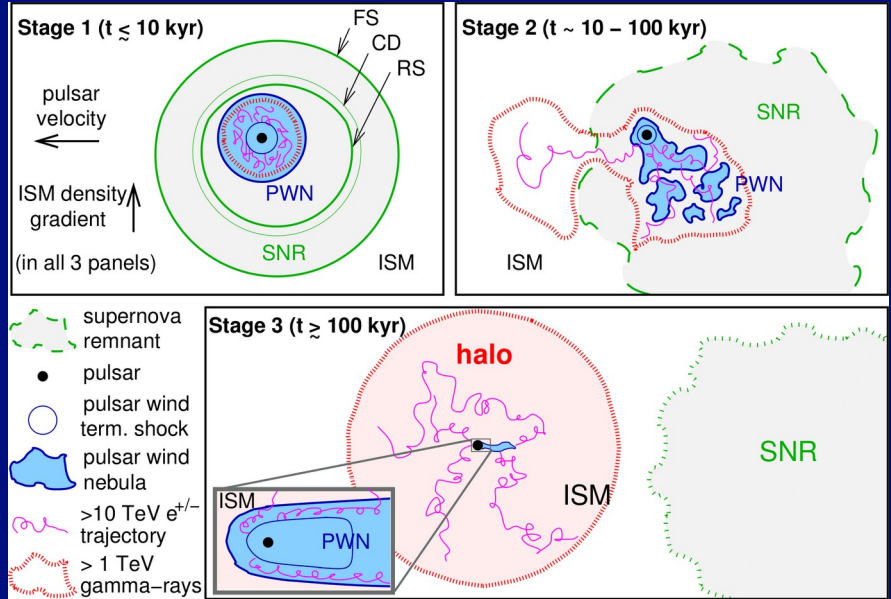 Stage 1 (t ≲ 10 kyr)
FS
CD
RS
pulsar
velocity
ISM density
gradient
(in all 3 panels)
PWN
SNR
ISM
Stage 2 (t ~ 10 − 100 kyr)
SNR
PWN
ISM
supernova
remnant
pulsar
pulsar wind
term. shock
pulsar wind
nebula
>10 TeV e+/−
trajectory
> 1 TeV
gamma−rays
Stage 3 (t ≳ 100 kyr)
halo
ISM
SNR
ISM
PWN